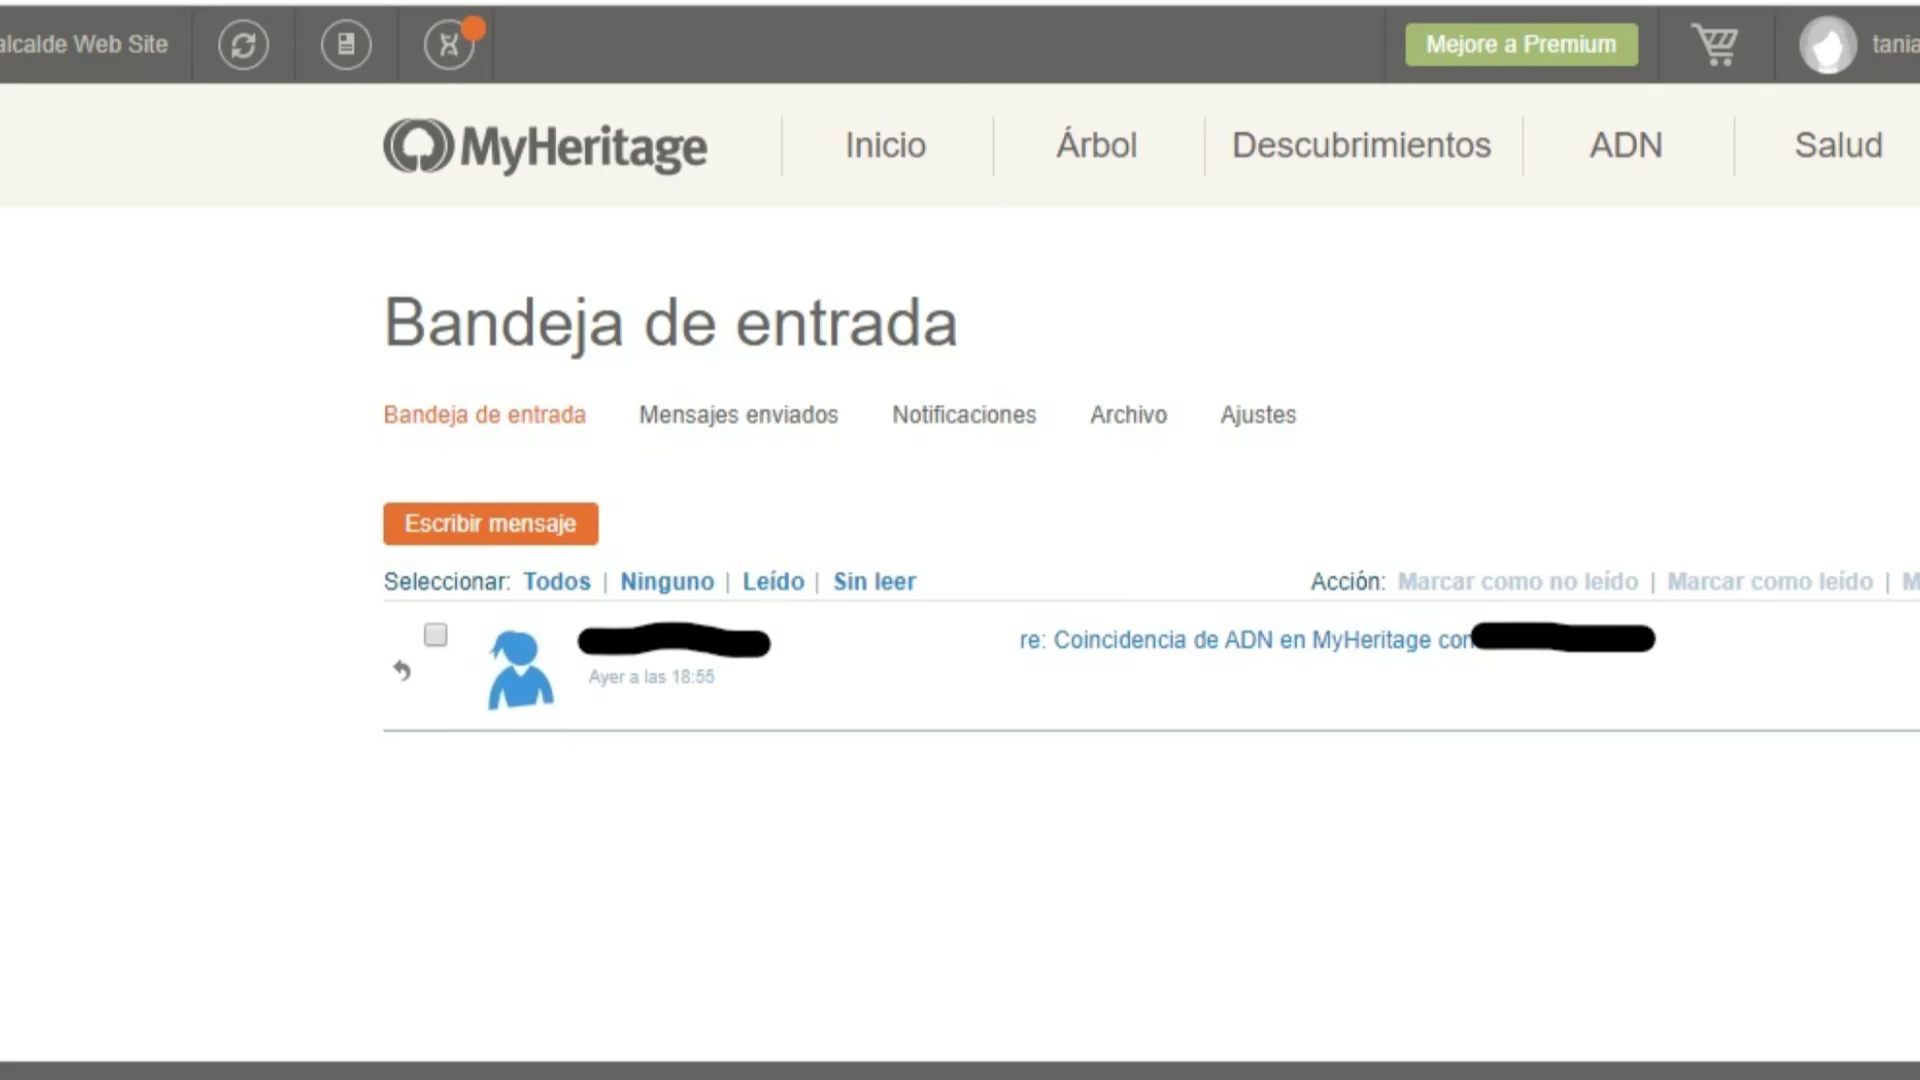 alcalde Web Site
Mejore a Premium
tania
MyHeritage
Inicio
Árbol
Descubrimientos
ADN
Salud
Bandeja de entrada
Bandeja de entrada
Mensajes enviados
Notificaciones
Archivo
Ajustes
Escribir mensaje
Seleccionar: Todos | Ninguno | Leído | Sin leer
Acción: Marcar como no leído | Marcar como leído | M
re: Coincidencia de ADN en MyHeritage con
Ayer a las 18:55